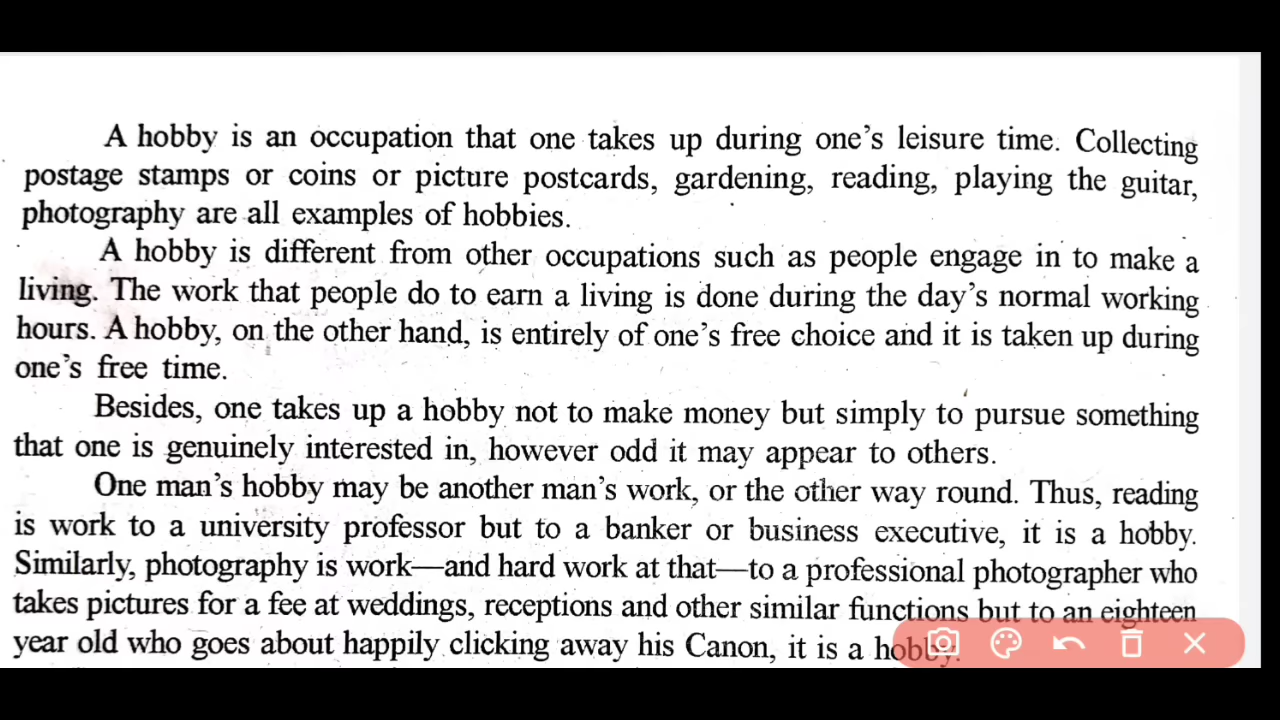 A hobby is an occupation that one takes up during one's leisure time. Collecting
postage stamps or coins or picture postcards, gardening, reading, playing the guitar,
photography are all examples of hobbies.
A hobby is different from other occupations such as people engage in to make a
living. The work that people do to earn a living is done during the day's normal working
hours. A hobby, on the other hand, is entirely of one's free choice and it is taken up during
one's free time.
Besides, one takes up a hobby not to make money but simply to pursue something
that one is genuinely interested in, however odd it may appear to others.
One man's hobby may be another man's work, or the other way round. Thus, reading
is work to a university professor but to a banker or business executive, it is a hobby.
Similarly, photography is work—and hard work at that—to a professional photographer who
takes pictures for a fee at weddings, receptions and other similar functions but to an eighteen
year old who goes about happily clicking away his Canon, it is a hobby.